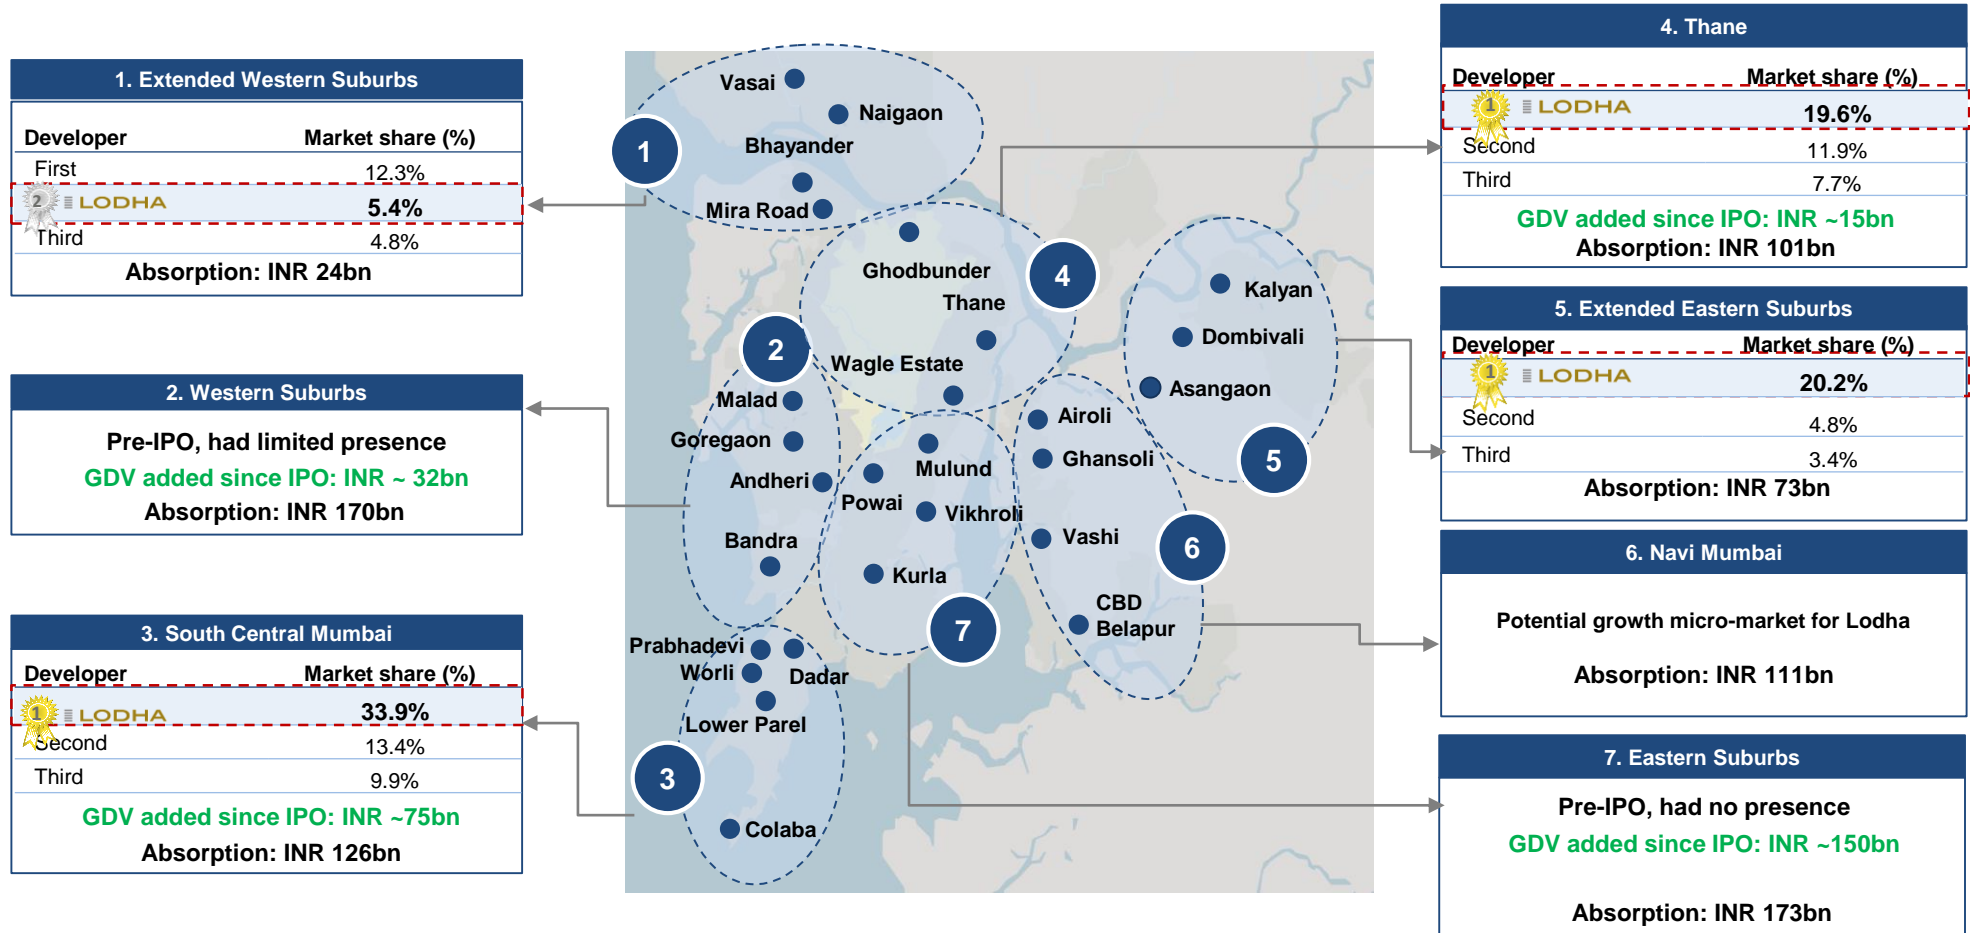 1. Extended Western Suburbs
Developer Market share (%)
First 12.3%
2 LODHA 5.4%
Third 4.8%
Absorption: INR 24bn
2. Western Suburbs
Pre-IPO, had limited presence
GDV added since IPO: INR ~ 32bn
Absorption: INR 170bn
3. South Central Mumbai
Developer Market share (%)
1 LODHA 33.9%
Second 13.4%
Third 9.9%
GDV added since IPO: INR ~75bn
Absorption: INR 126bn
Vasai
Naigaon
Bhayander
1
Mira Road
Ghodbunder
4
Thane
Kalyan
2
Dombivali
Wagle Estate
Asangaon
Malad
Airoli
Goregaon
Ghansoli
5
Mulund
Andheri
Powai
Vikhroli
Bandra
Vashi
6
Kurla
CBD
Belapur
7
Prabhadevi
Worli
Dadar
Lower Parel
3
Colaba
4. Thane
Developer Market share (%)
1 LODHA 19.6%
Second 11.9%
Third 7.7%
GDV added since IPO: INR ~15bn
Absorption: INR 101bn
5. Extended Eastern Suburbs
Developer Market share (%)
1 LODHA 20.2%
Second 4.8%
Third 3.4%
Absorption: INR 73bn
6. Navi Mumbai
Potential growth micro-market for Lodha
Absorption: INR 111bn
7. Eastern Suburbs
Pre-IPO, had no presence
GDV added since IPO: INR ~150bn
Absorption: INR 173bn